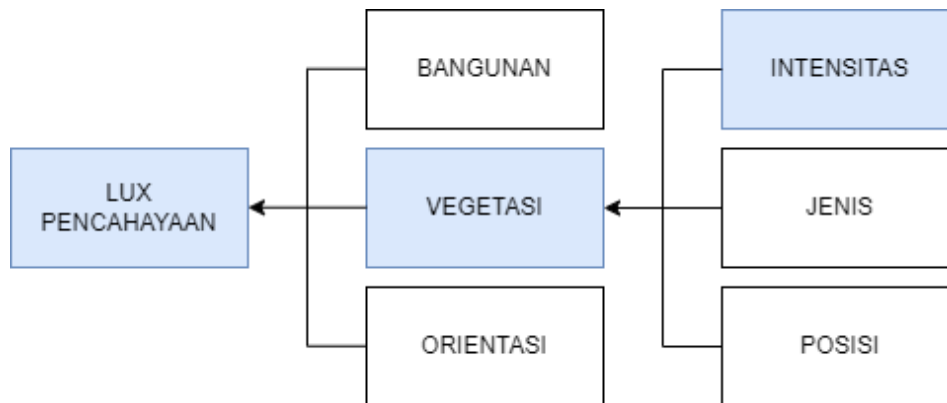 BANGUNAN
INTENSITAS
LUX
PENCAHAYAAN
VEGETASI
JENIS
ORIENTASI
POSISI